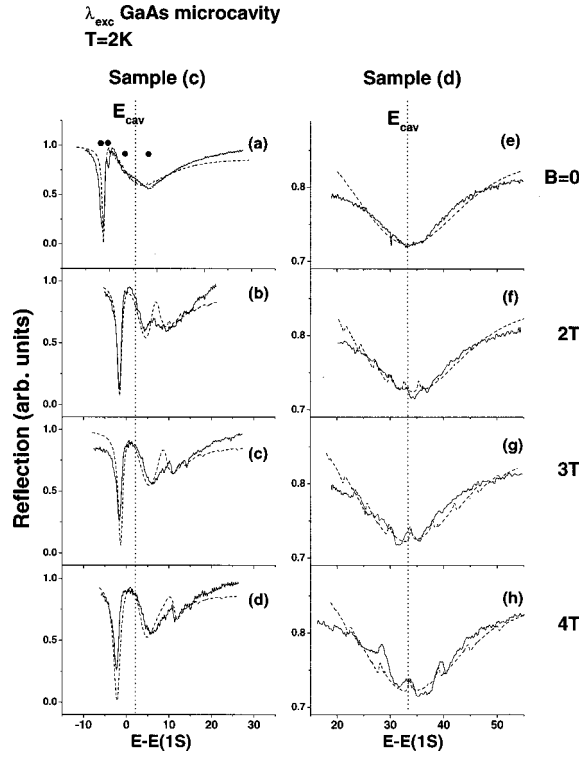 λexc GaAs microcavity
T=2K
Sample (c)
Sample (d)
Ecav
Ecav
(a)
(e)
B=0
(b)
(f)
2T
(c)
(g)
3T
(d)
(h)
4T
Reflection (arb. units)
1.0
0.5
0.0
1.0
0.5
0.0
1.0
0.5
0.0
1.0
0.5
0.0
0.8
0.7
0.8
0.7
0.8
0.7
0.8
0.7
-10 0 10 20 30
20 30 40 50
E-E(1S)
E-E(1S)